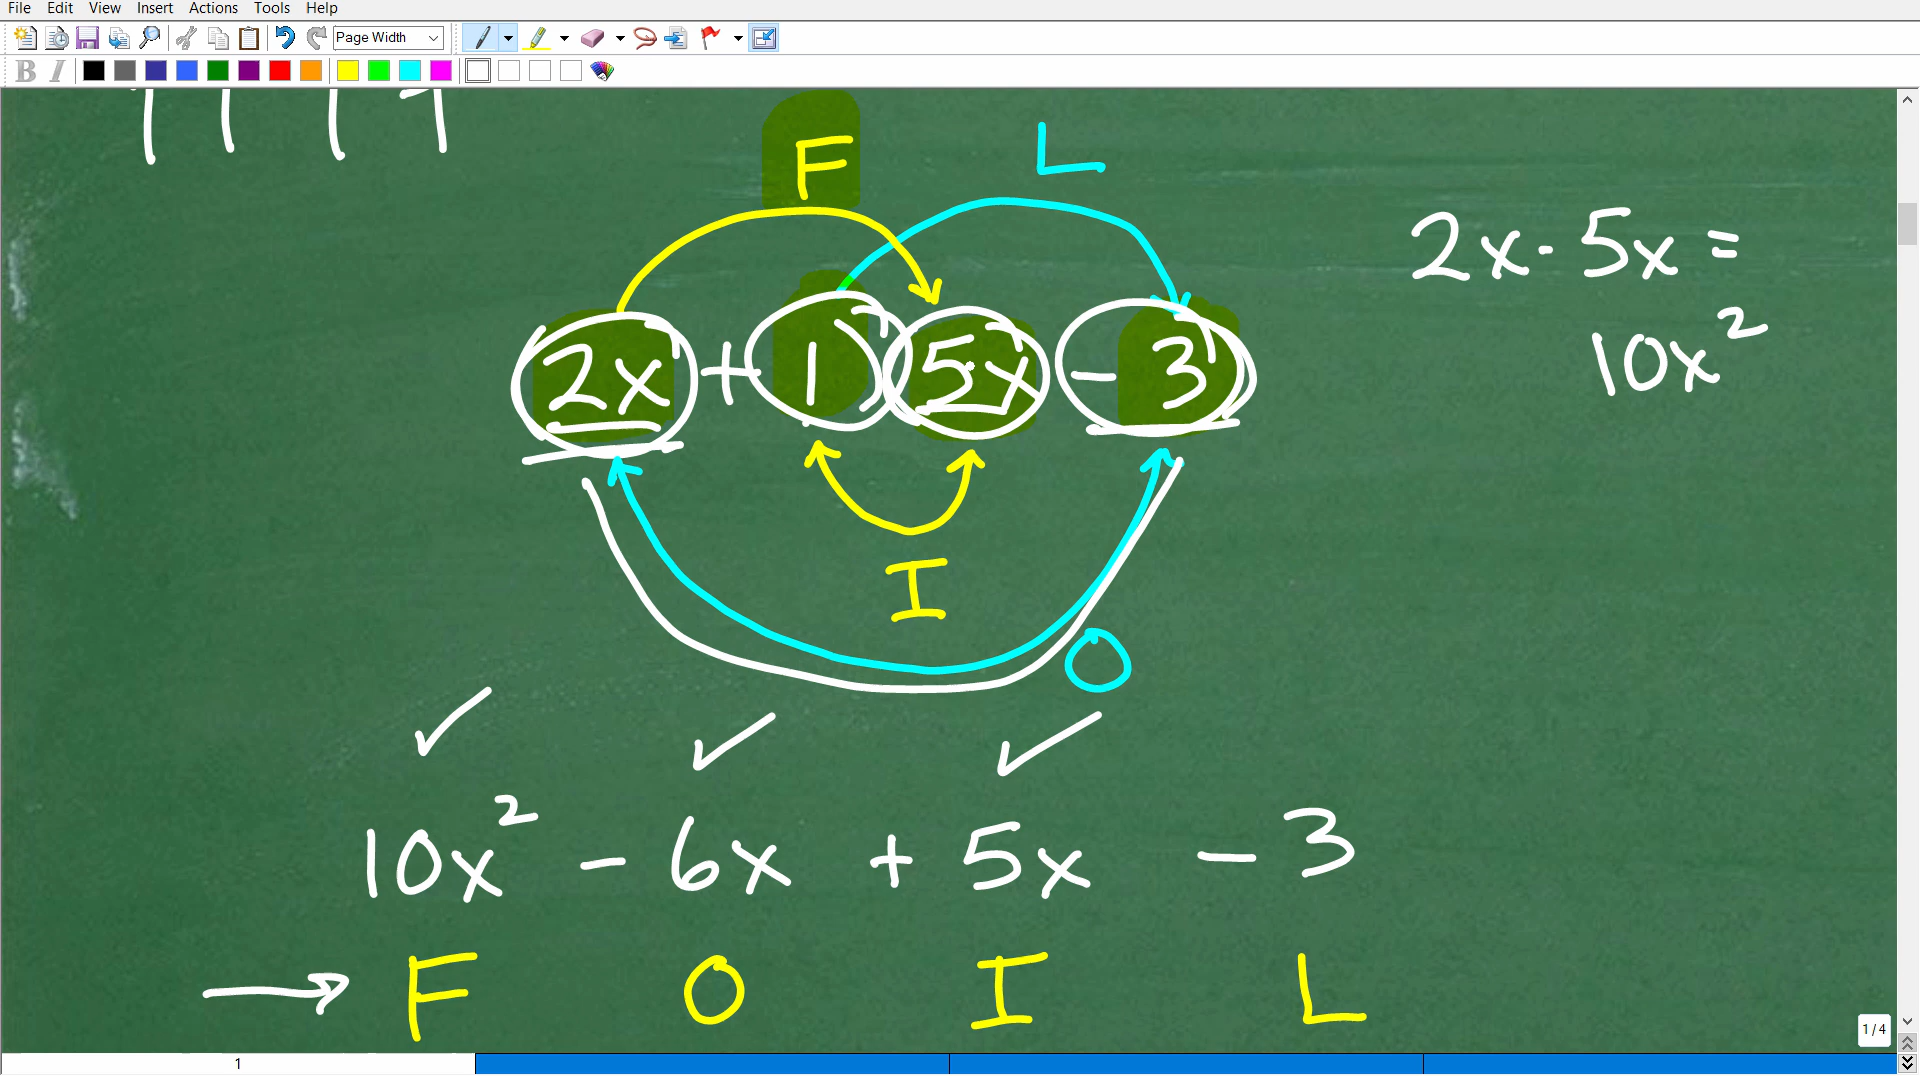 File Edit View Insert Actions Tools Help
Page Width
B I
F L
2x · 5x =
10x²
2x + 1) (5x - 3)
I
O
10x² - 6x + 5x - 3
→ F O I L
1 / 4
1